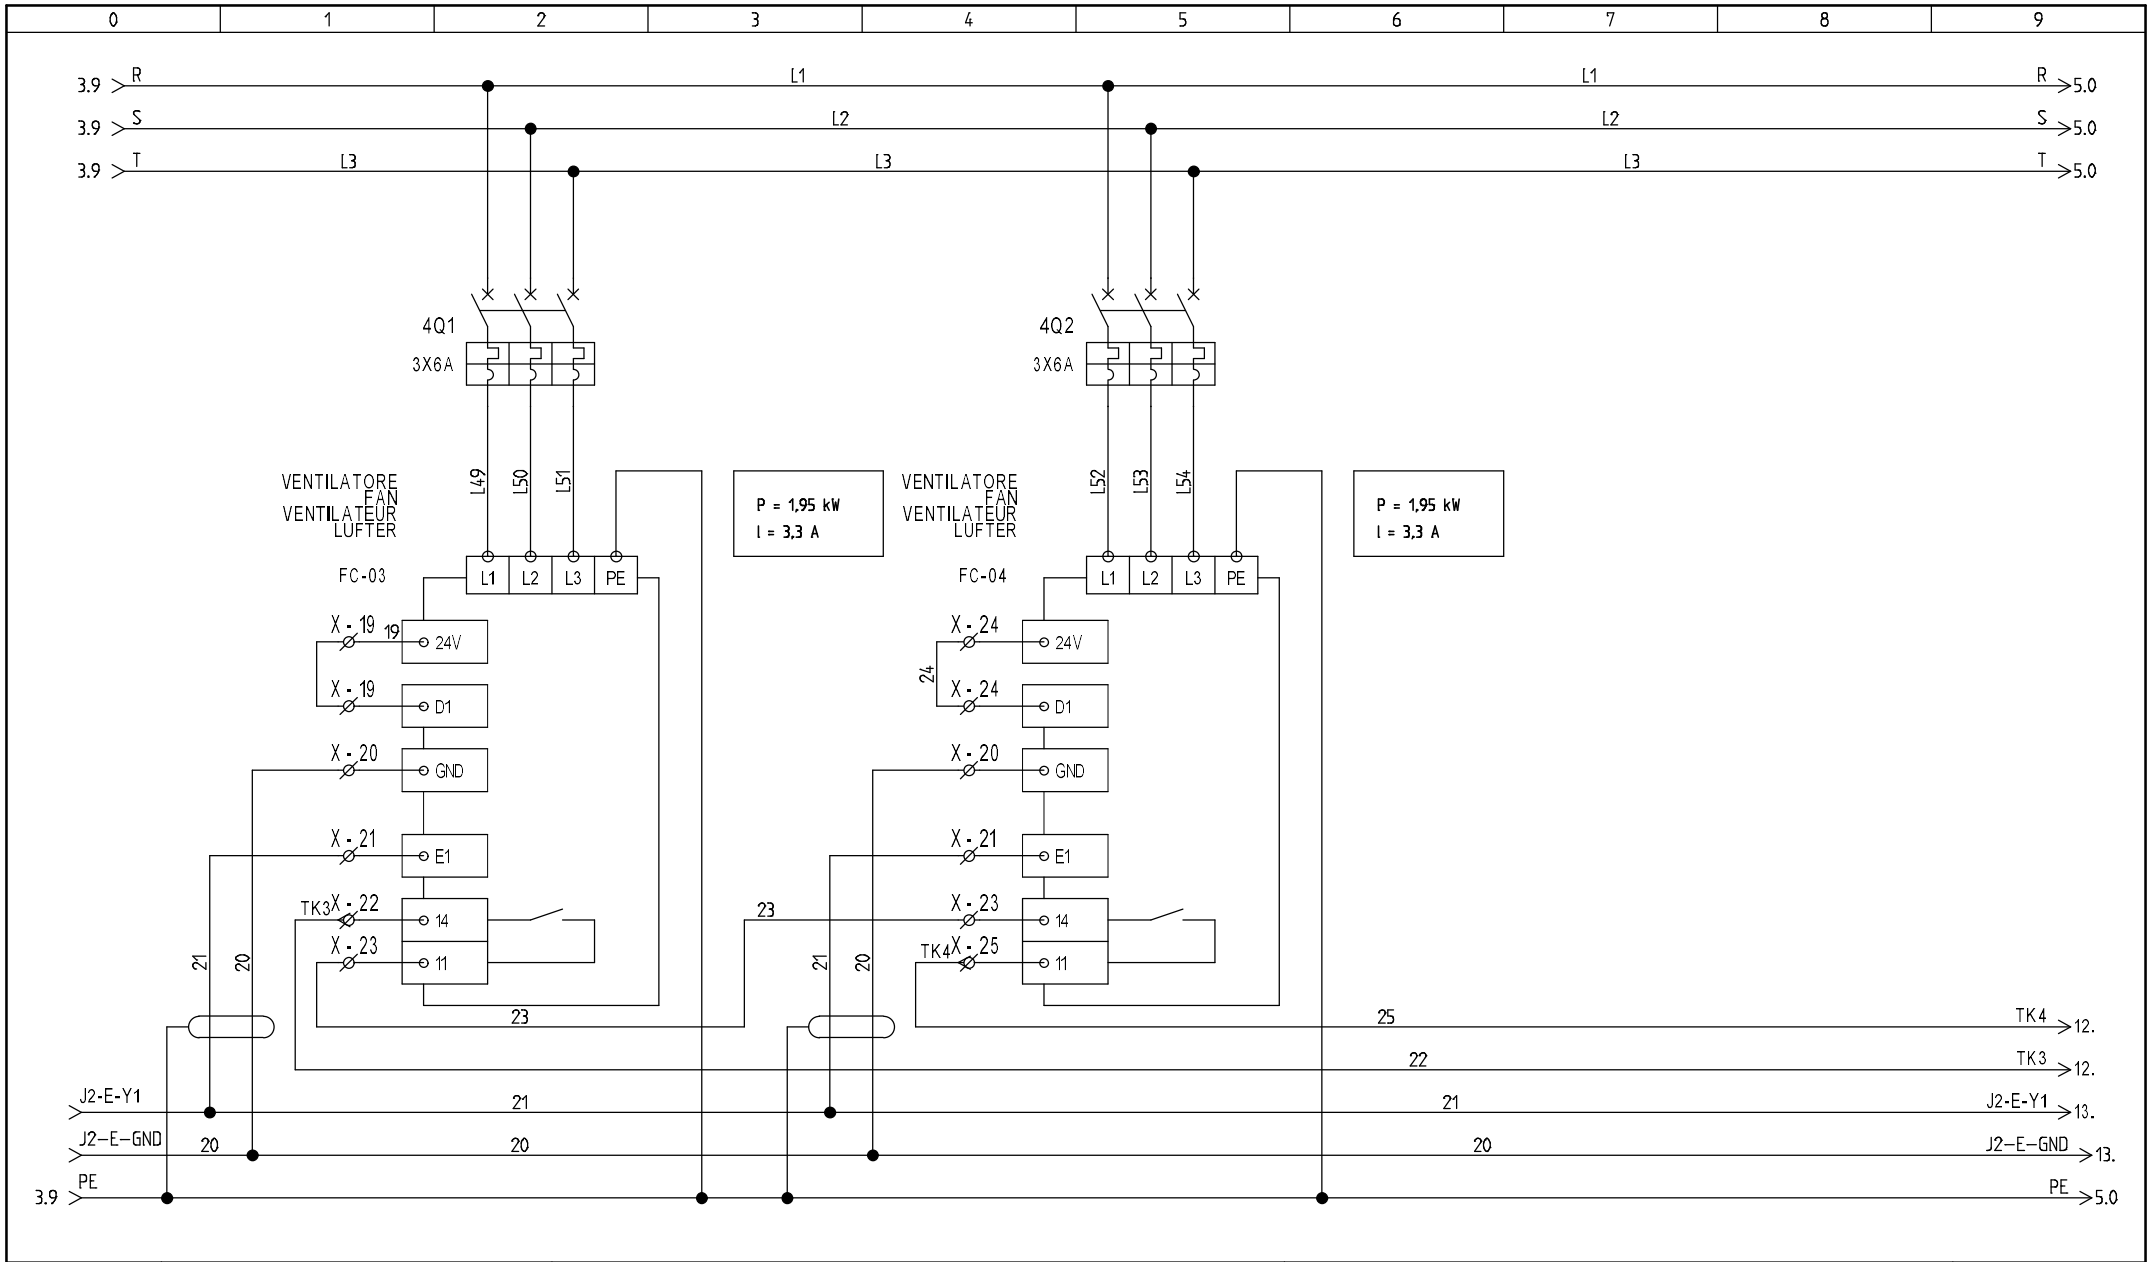 0 1 2 3 4 5 6 7 8 9
3.9 R L1 L1 R 5.0
3.9 S L2 L2 S 5.0
3.9 T L3 L3 L3 T 5.0
4Q1
3X6A
4Q2
3X6A
L49 L50 L51
L52 L53 L54
VENTILATORE
FAN
VENTILATEUR
LUFTER
FC-03
L1 L2 L3 PE
P = 1,95 kW
I = 3,3 A
VENTILATORE
FAN
VENTILATEUR
LUFTER
FC-04
L1 L2 L3 PE
P = 1,95 kW
I = 3,3 A
X - 19 19 24V
X - 19 D1
X - 20 GND
X - 21 E1
TK3 X - 22 14
X - 23 11
21 20
23
23
X - 24 24V
24
X - 24 D1
X - 20 GND
X - 21 E1
X - 23 14
TK4 X - 25 11
21 20
25 TK4 12.
22 TK3 12.
J2-E-Y1 21 21 J2-E-Y1 13.
J2-E-GND 20 20 20 J2-E-GND 13.
3.9 PE PE 5.0